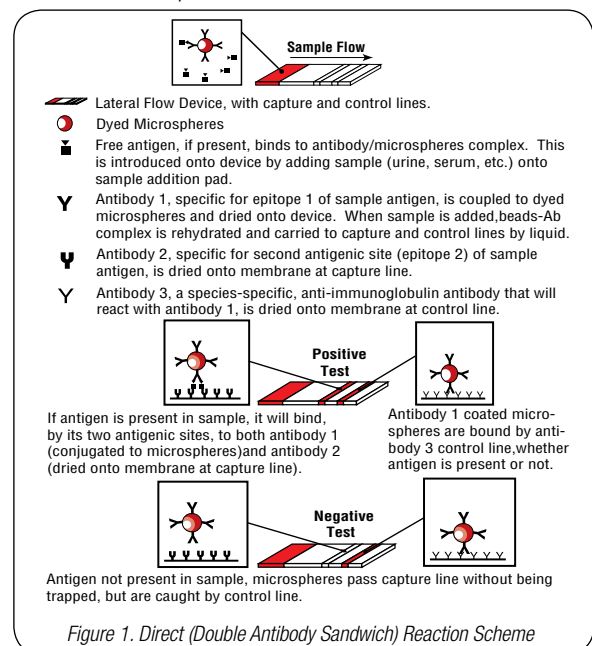 Sample Flow
Lateral Flow Device, with capture and control lines.
Dyed Microspheres
Free antigen, if present, binds to antibody/microspheres complex. This
is introduced onto device by adding sample (urine, serum, etc.) onto
sample addition pad.
Antibody 1, specific for epitope 1 of sample antigen, is coupled to dyed
microspheres and dried onto device. When sample is added,beads-Ab
complex is rehydrated and carried to capture and control lines by liquid.
Antibody 2, specific for second antigenic site (epitope 2) of sample
antigen, is dried onto membrane at capture line.
Antibody 3, a species-specific, anti-immunoglobulin antibody that will
react with antibody 1, is dried onto membrane at control line.
Positive
Test
If antigen is present in sample, it will bind,
by its two antigenic sites, to both antibody 1
(conjugated to microspheres)and antibody 2
(dried onto membrane at capture line).
Antibody 1 coated micro-
spheres are bound by anti-
body 3 control line,whether
antigen is present or not.
Negative
Test
Antigen not present in sample, microspheres pass capture line without being
trapped, but are caught by control line.
Figure 1. Direct (Double Antibody Sandwich) Reaction Scheme